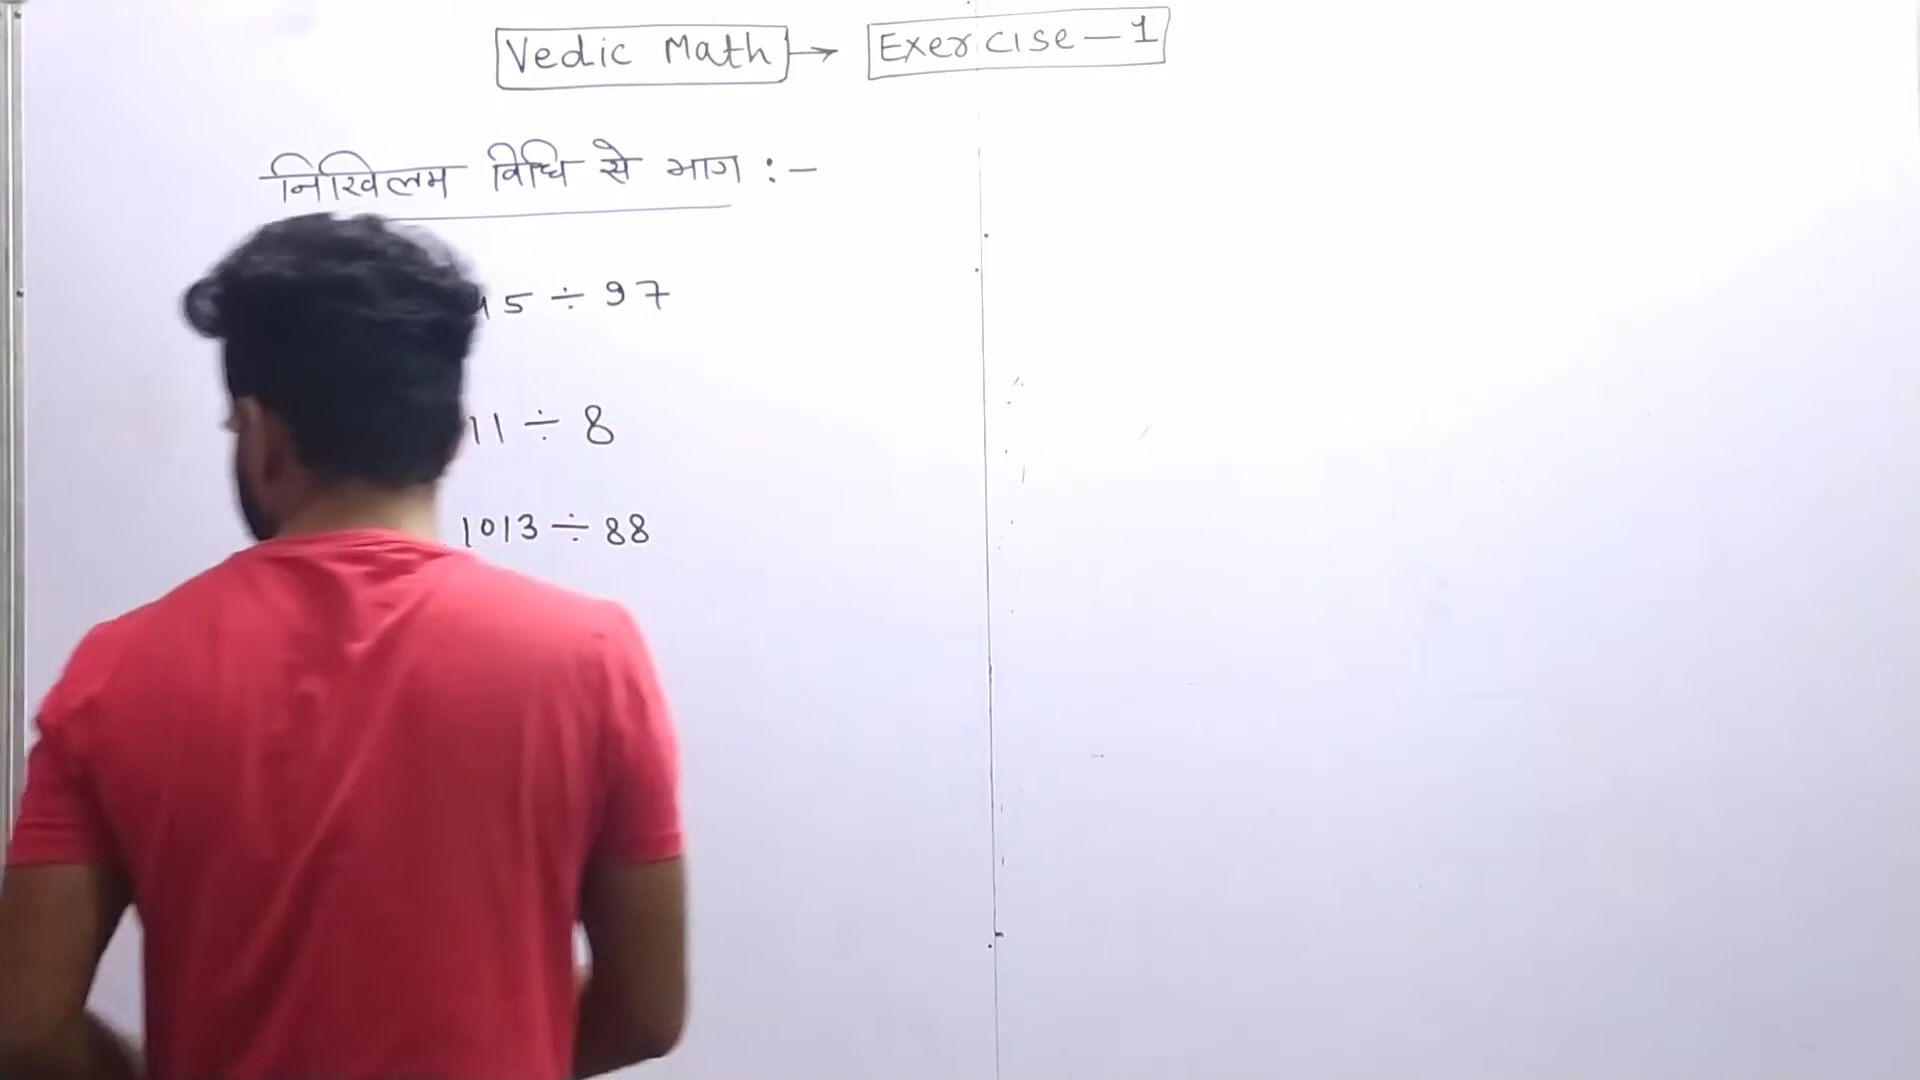 Vedic Math → Exercise – 1
निखिलम विधि से भाग :-
5 ÷ 97
11 ÷ 8
1013 ÷ 88